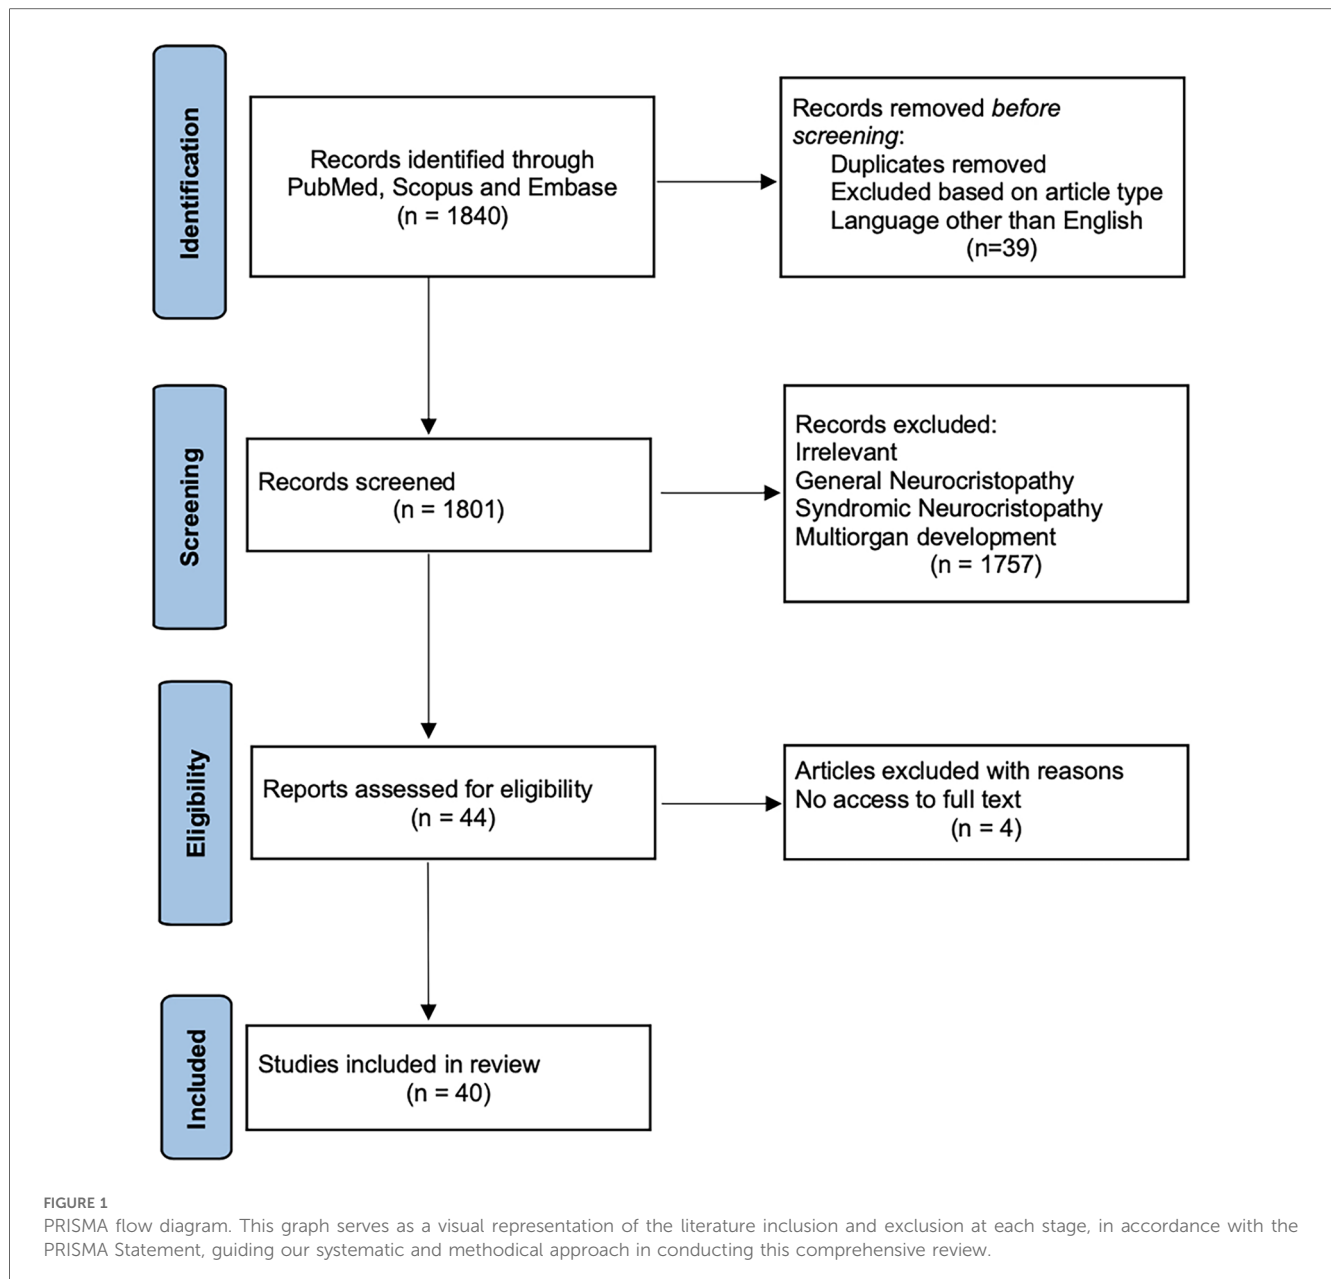 Identification
Records identified through
PubMed, Scopus and Embase
(n = 1840)
Records removed before
screening:
Duplicates removed
Excluded based on article type
Language other than English
(n=39)
Screening
Records screened
(n = 1801)
Records excluded:
Irrelevant
General Neurocristopathy
Syndromic Neurocristopathy
Multiorgan development
(n = 1757)
Eligibility
Reports assessed for eligibility
(n = 44)
Articles excluded with reasons
No access to full text
(n = 4)
Included
Studies included in review
(n = 40)
FIGURE 1
PRISMA flow diagram. This graph serves as a visual representation of the literature inclusion and exclusion at each stage, in accordance with the
PRISMA Statement, guiding our systematic and methodical approach in conducting this comprehensive review.